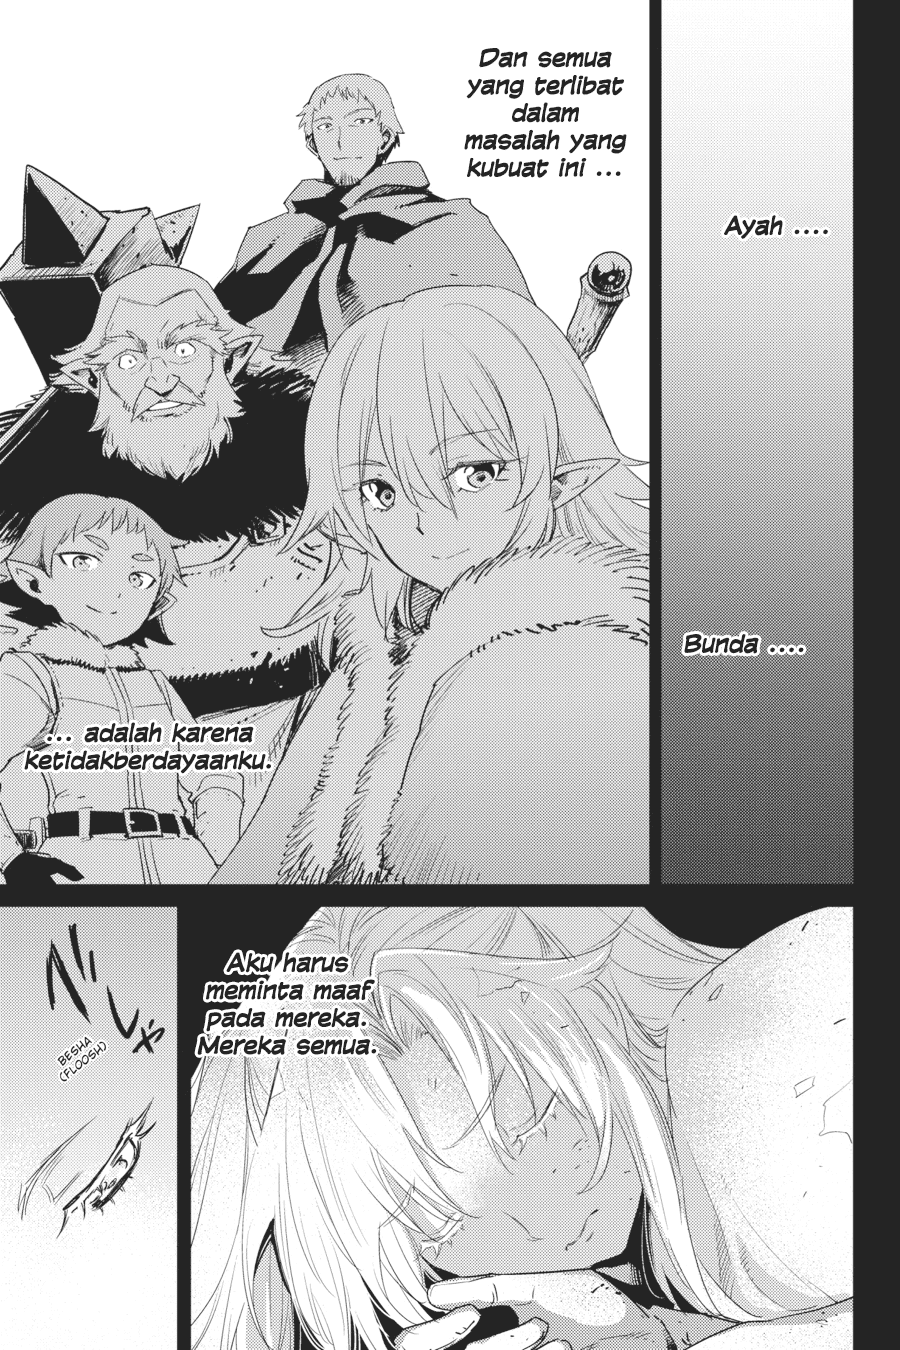 Ayah ....
Bunda ....
Dan semua
yang terlibat
dalam
masalah yang
kubuat ini ...
... adalah karena
ketidakberdayaanku.
Aku harus
meminta maaf
pada mereka.
Mereka semua.
べしゃ
BESHA
(FLOOSH)